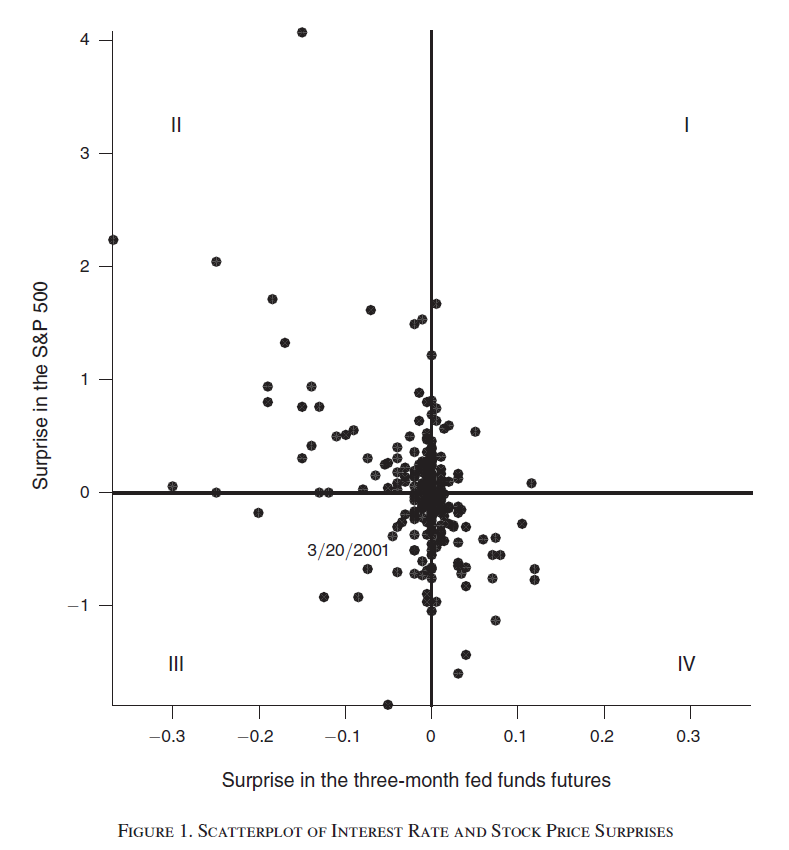 4
II
I
3
2
Surprise in the S&P 500
1
0
3/20/2001
−1
III
IV
−0.3
−0.2
−0.1
0
0.1
0.2
0.3
Surprise in the three-month fed funds futures
Figure 1. Scatterplot of Interest Rate and Stock Price Surprises